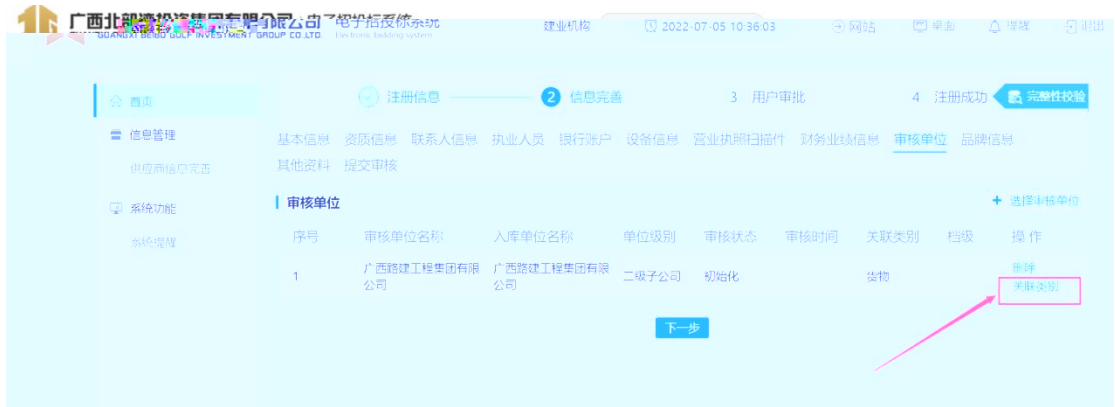 广西北部湾投资集团有限公司 电子招投标系统
GUANGXI BEIBU GULF INVESTMENT GROUP CO.,LTD. Electronic bidding system
建业机构 2022-07-05 10:36:03 网站 桌面 提醒 退出
首页
信息管理
供应商信息完善
系统功能
系统提醒
注册信息 2 信息完善 3 用户审批 4 注册成功 完整性校验
基本信息 资质信息 联系人信息 执业人员 银行账户 设备信息 营业执照扫描件 财务业绩信息 审核单位 品牌信息
其他资料 提交审核
审核单位 + 选择审核单位
序号 审核单位名称 入库单位名称 单位级别 审核状态 审核时间 关联类别 档级 操作
1 广西路建工程集团有限公司 广西路建工程集团有限公司 二级子公司 初始化 货物 删除
关联类别
下一步